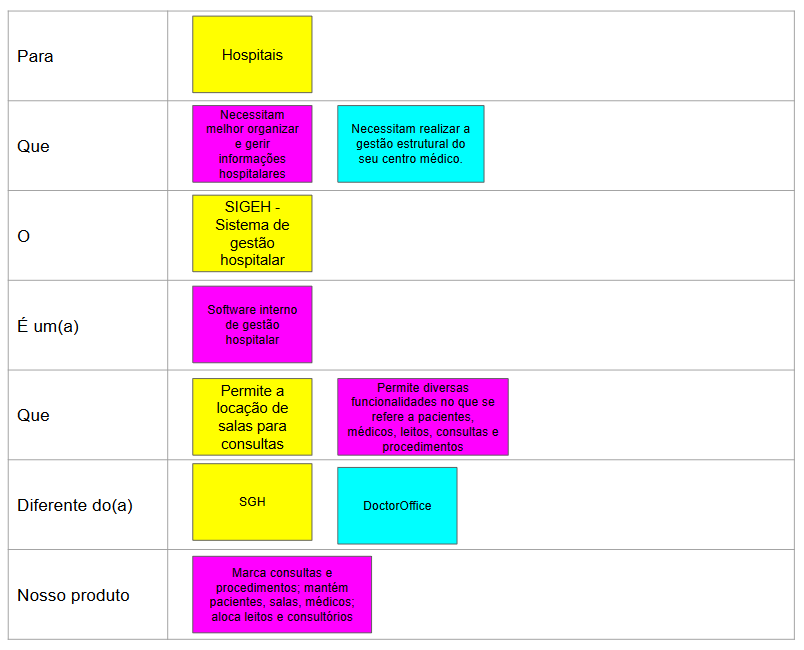 Para
Hospitais
Que
Necessitam
melhor organizar
e gerir
informações
hospitalares
Necessitam realizar a
gestão estrutural do
seu centro médico.
O
SIGEH -
Sistema de
gestão
hospitalar
É um(a)
Software interno
de gestão
hospitalar
Que
Permite a
locação de
salas para
consultas
Permite diversas
funcionalidades no que se
refere a pacientes,
médicos, leitos, consultas e
procedimentos
Diferente do(a)
SGH
DoctorOffice
Nosso produto
Marca consultas e
procedimentos; mantém
pacientes, salas, médicos;
aloca leitos e consultórios